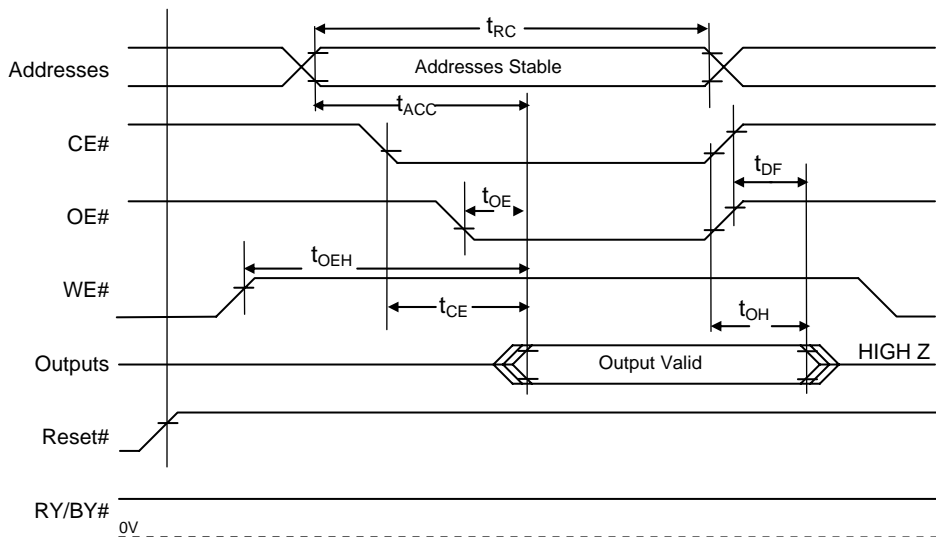 tRC
Addresses
Addresses Stable
tACC
CE#
tDF
OE#
tOE
tOEH
WE#
tCE
tOH
Outputs
Output Valid
HIGH Z
Reset#
RY/BY#
0V